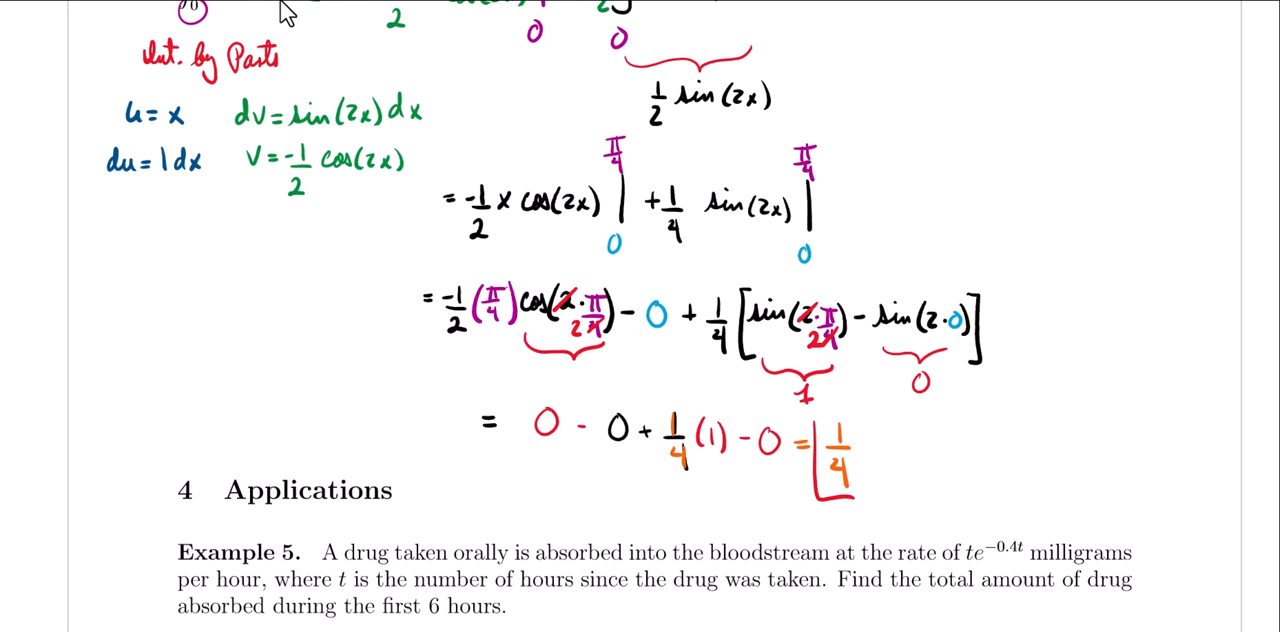 2
0 0
Int. by Parts
u = x dv = sin(2x) dx
1/2 sin(2x)
du = 1 dx v = -1/2 cos(2x)
= -1/2 x cos(2x) |₀^{π/4} + 1/4 sin(2x) |₀^{π/4}
= -1/2 (π/4) cos(2·π/4) - 0 + 1/4 [sin(2·π/4) - sin(2·0)]
2 2
1 0
= 0 - 0 + 1/4 (1) - 0 = 1/4
4 Applications
Example 5. A drug taken orally is absorbed into the bloodstream at the rate of te^{-0.4t} milligrams
per hour, where t is the number of hours since the drug was taken. Find the total amount of drug
absorbed during the first 6 hours.